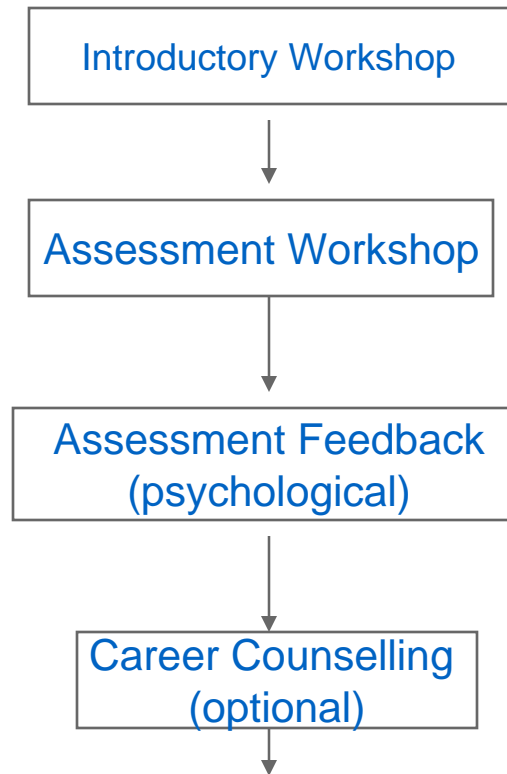 Introductory Workshop
Assessment Workshop
Assessment Feedback
(psychological)
Career Counselling
(optional)